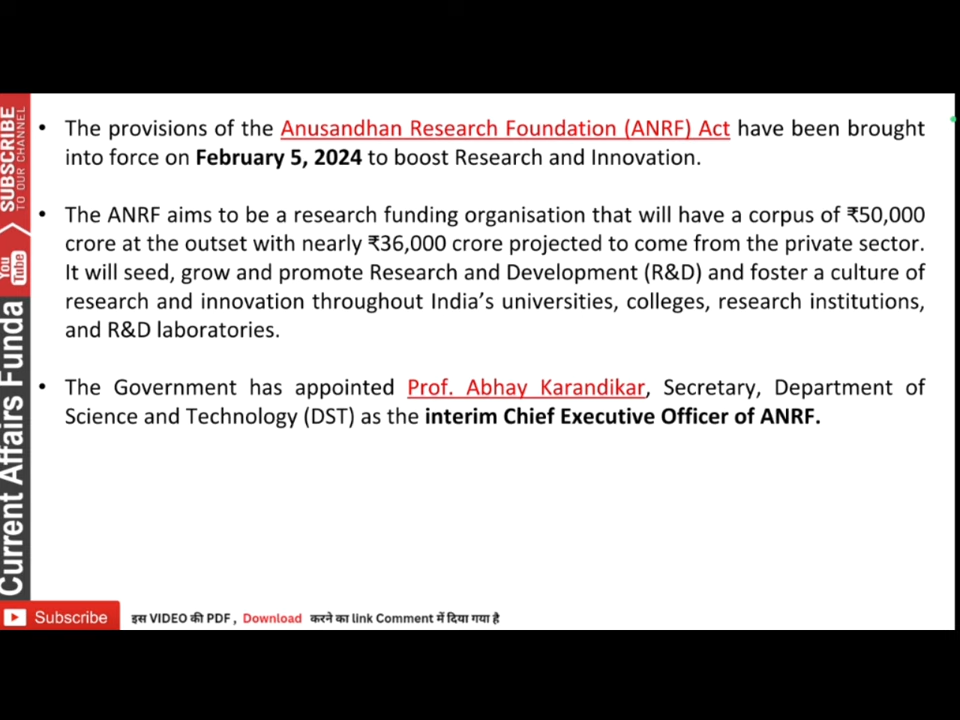 • The provisions of the Anusandhan Research Foundation (ANRF) Act have been brought
into force on February 5, 2024 to boost Research and Innovation.
• The ANRF aims to be a research funding organisation that will have a corpus of ₹50,000
crore at the outset with nearly ₹36,000 crore projected to come from the private sector.
It will seed, grow and promote Research and Development (R&D) and foster a culture of
research and innovation throughout India's universities, colleges, research institutions,
and R&D laboratories.
• The Government has appointed Prof. Abhay Karandikar, Secretary, Department of
Science and Technology (DST) as the interim Chief Executive Officer of ANRF.
SUBSCRIBE
TO OUR CHANNEL
You
Tube
Current Affairs Funda
Subscribe
इस VIDEO की PDF , Download करने का link Comment में दिया गया है